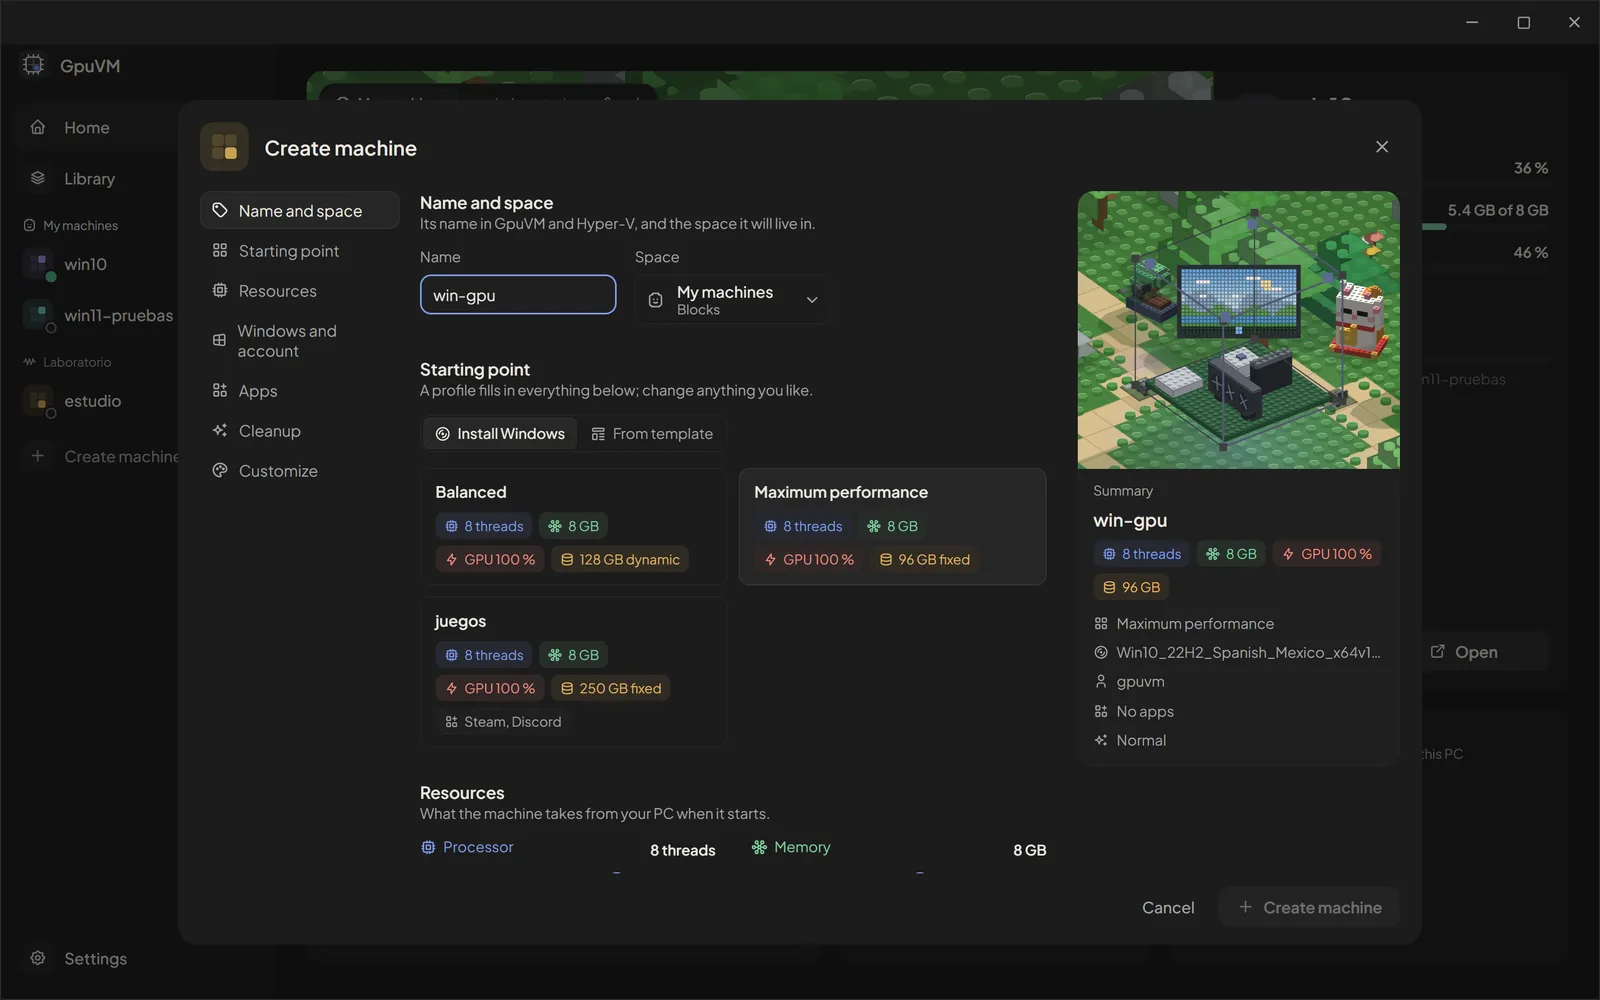 GpuVM
Home
Library
My machines
win10
win11-pruebas
Laboratorio
estudio
Create machine
Settings
Create machine
Name and space
Starting point
Resources
Windows and
account
Apps
Cleanup
Customize
Name and space
Its name in GpuVM and Hyper-V, and the space it will live in.
Name
Space
win-gpu
My machines
Blocks
Starting point
A profile fills in everything below; change anything you like.
Install Windows
From template
Balanced
8 threads
8 GB
GPU 100 %
128 GB dynamic
Maximum performance
8 threads
8 GB
GPU 100 %
96 GB fixed
juegos
8 threads
8 GB
GPU 100 %
250 GB fixed
Steam, Discord
Resources
What the machine takes from your PC when it starts.
Processor
8 threads
Memory
8 GB
Summary
win-gpu
8 threads
8 GB
GPU 100 %
96 GB
Maximum performance
Win10_22H2_Spanish_Mexico_x64v1...
gpuvm
No apps
Normal
Cancel
Create machine
36 %
5.4 GB of 8 GB
46 %
n11-pruebas
Open
this PC